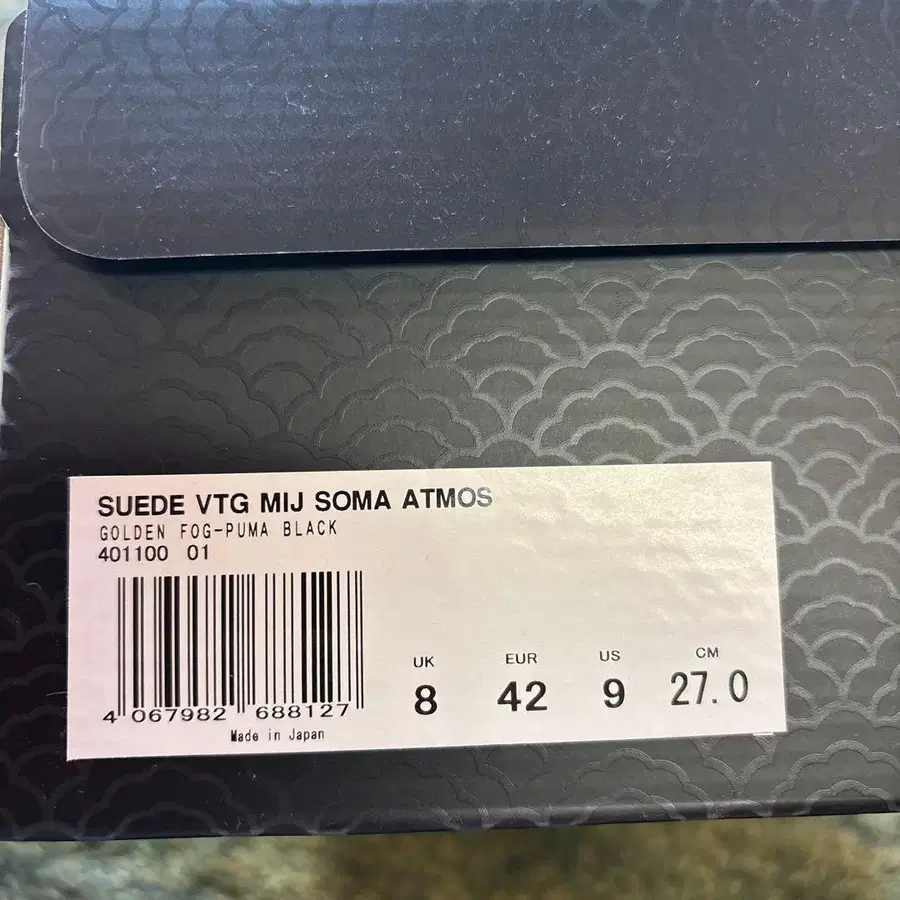 SUEDE VTG MIJ SOMA ATMOS
GOLDEN FOG-PUMA BLACK
401100 01
UK EUR US CM
8 42 9 27.0
4 067982 688127
Made in Japan